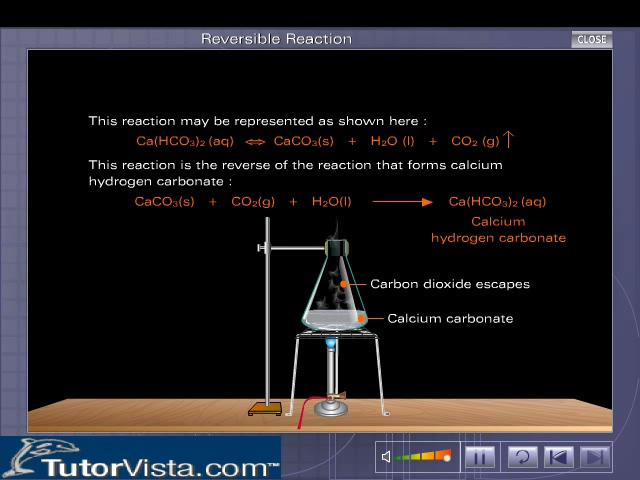 Reversible Reaction
CLOSE
This reaction may be represented as shown here :
Ca(HCO₃)₂ (aq) ⇔ CaCO₃(s) + H₂O (l) + CO₂ (g) ↑
This reaction is the reverse of the reaction that forms calcium
hydrogen carbonate :
CaCO₃(s) + CO₂(g) + H₂O(l) → Ca(HCO₃)₂ (aq)
Calcium
hydrogen carbonate
Carbon dioxide escapes
Calcium carbonate
TutorVista.com™